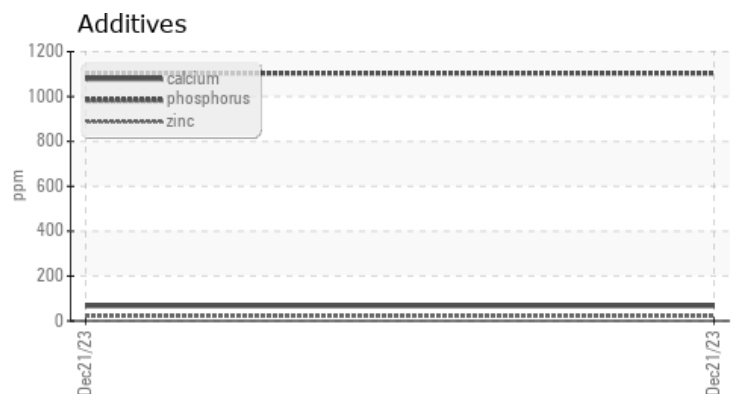 Additives
1200
1000
800
600
400
200
0
ppm
calcium
phosphorus
zinc
Dec21/23
Dec21/23